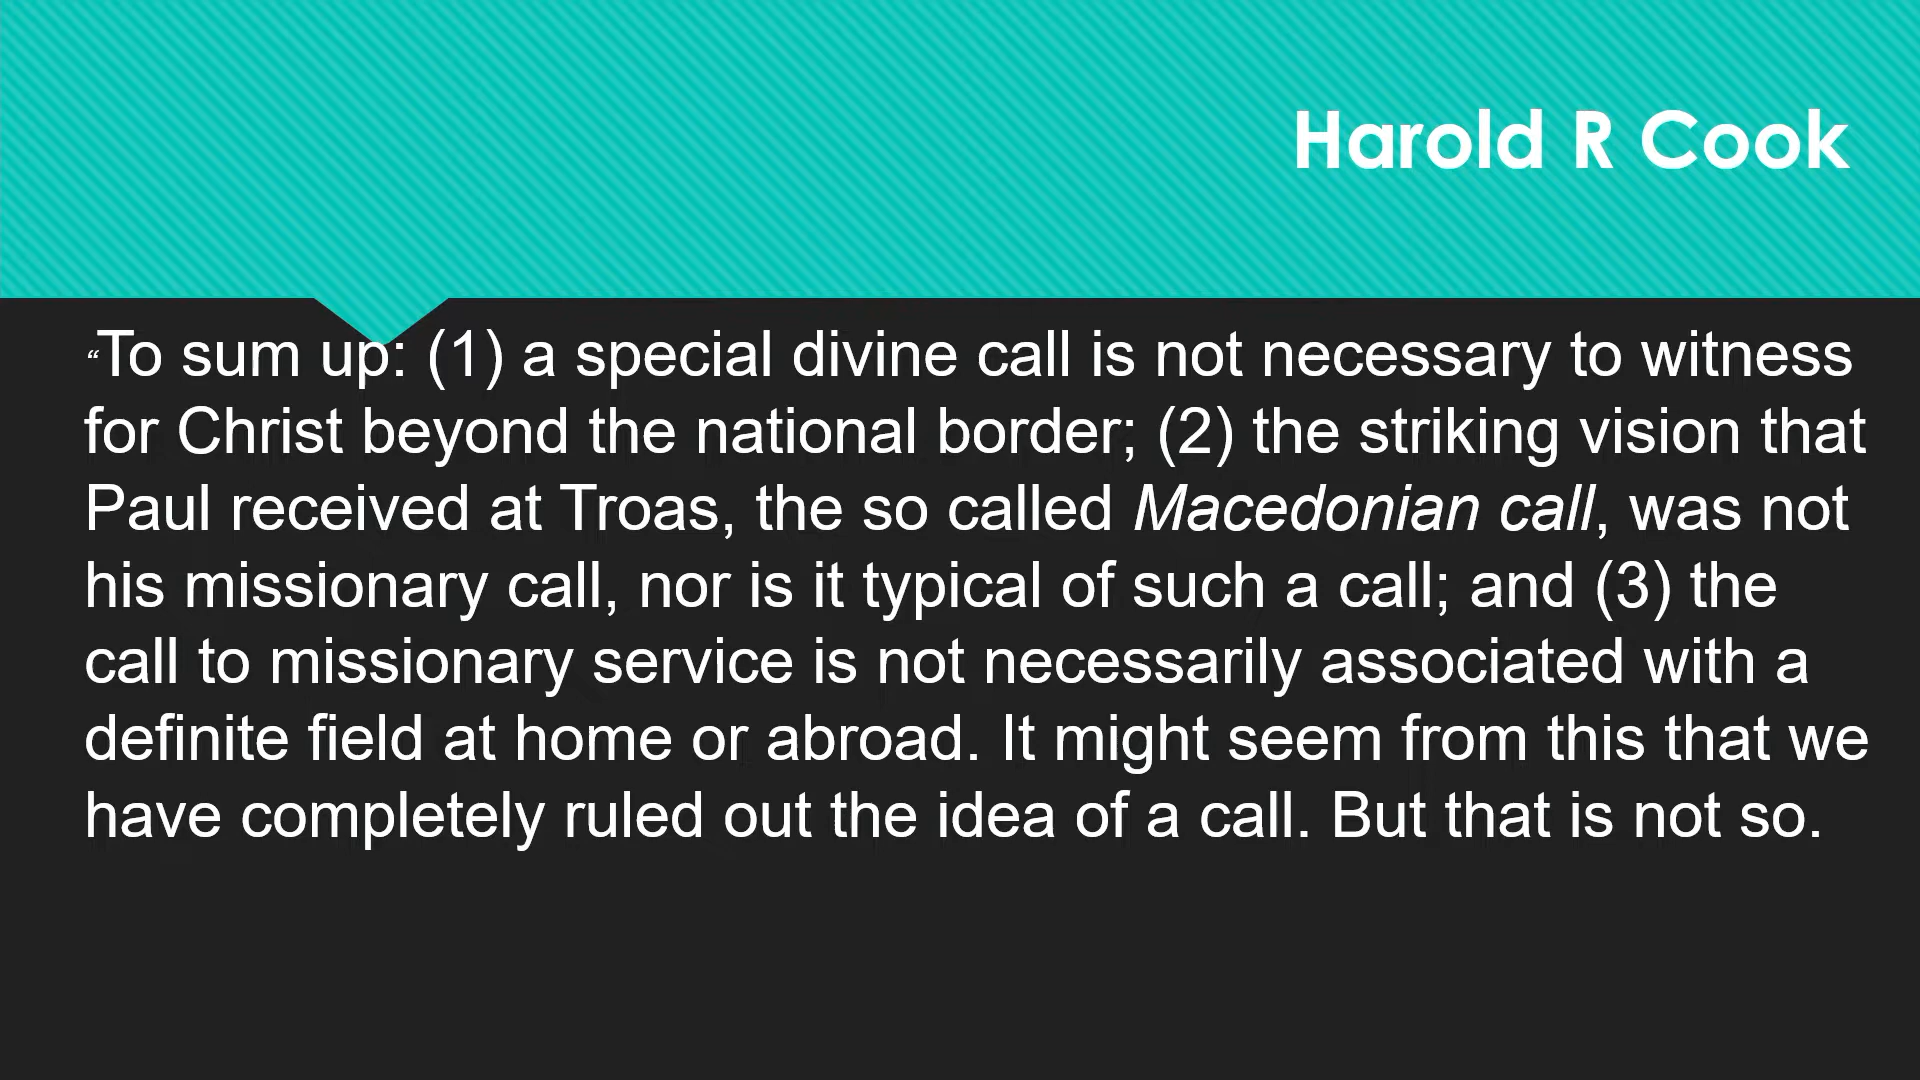 Harold R Cook
“To sum up: (1) a special divine call is not necessary to witness
for Christ beyond the national border; (2) the striking vision that
Paul received at Troas, the so called Macedonian call, was not
his missionary call, nor is it typical of such a call; and (3) the
call to missionary service is not necessarily associated with a
definite field at home or abroad. It might seem from this that we
have completely ruled out the idea of a call. But that is not so.